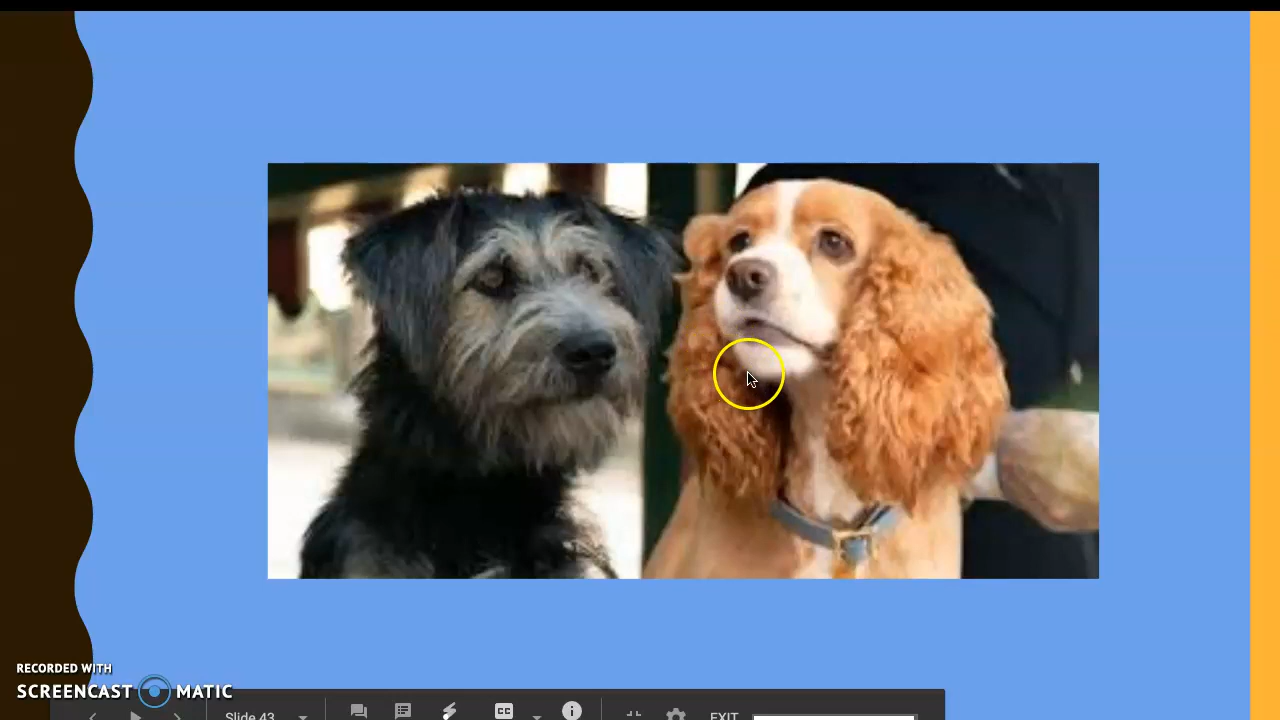 RECORDED WITH
SCREENCAST MATIC
Slide 43
CC
EXIT